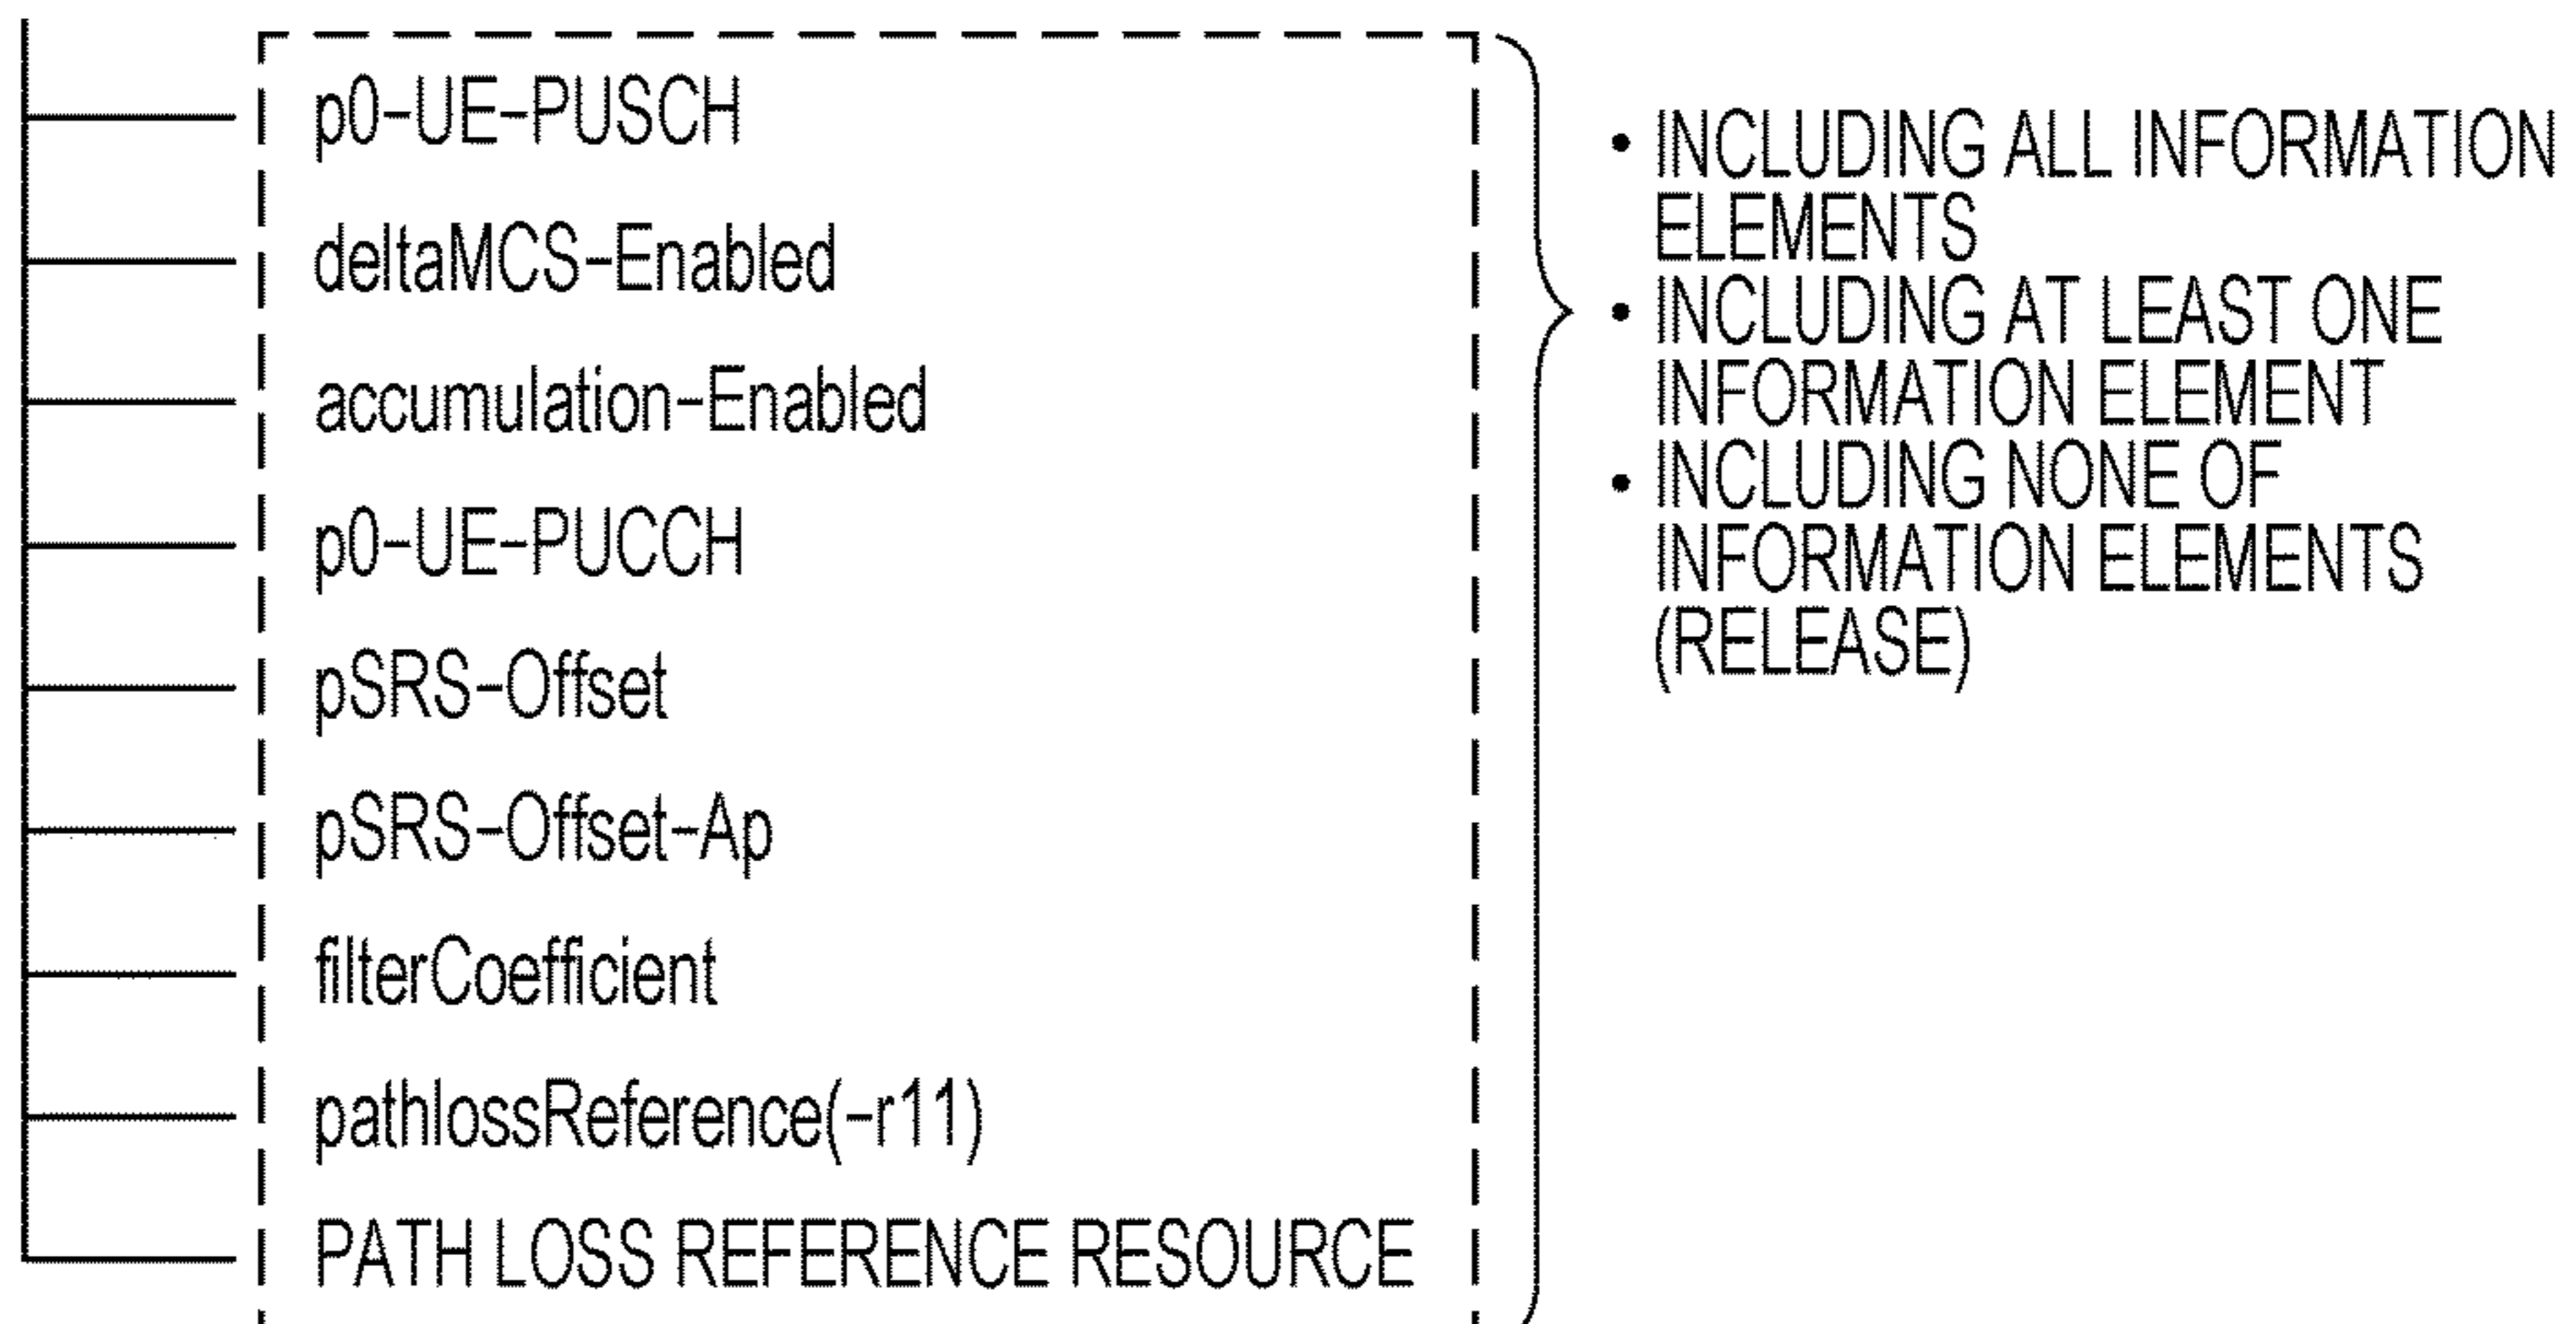 p0-UE-PUSCH
deltaMCS-Enabled
accumulation-Enabled
p0-UE-PUCCH
pSRS-Offset
pSRS-Offset-Ap
filterCoefficient
pathlossReference(-r11)
PATH LOSS REFERENCE RESOURCE
• INCLUDING ALL INFORMATION
ELEMENTS
• INCLUDING AT LEAST ONE
INFORMATION ELEMENT
• INCLUDING NONE OF
INFORMATION ELEMENTS
(RELEASE)